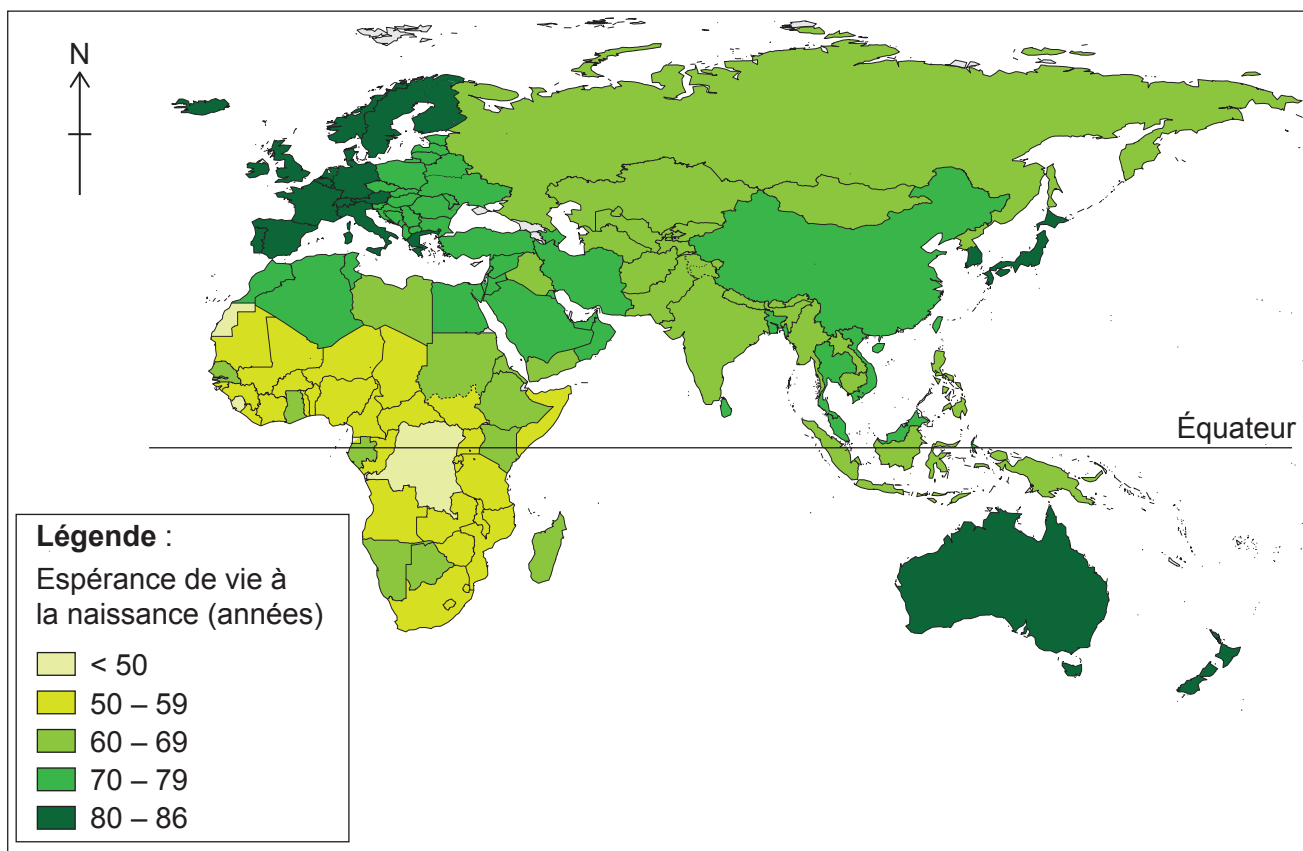 N
Équateur
Légende :
Espérance de vie à
la naissance (années)
< 50
50 – 59
60 – 69
70 – 79
80 – 86